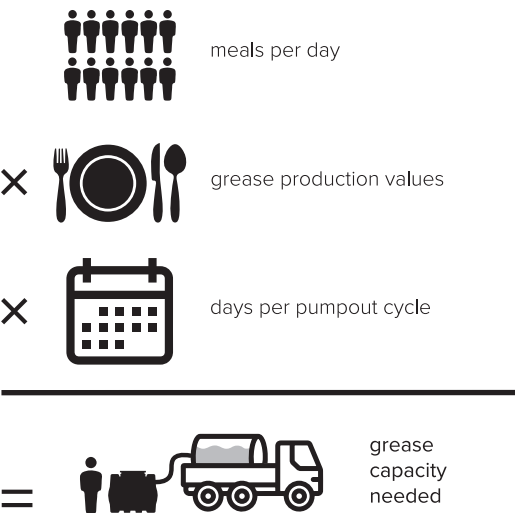 meals per day
× grease production values
× days per pumpout cycle
= grease
capacity
needed